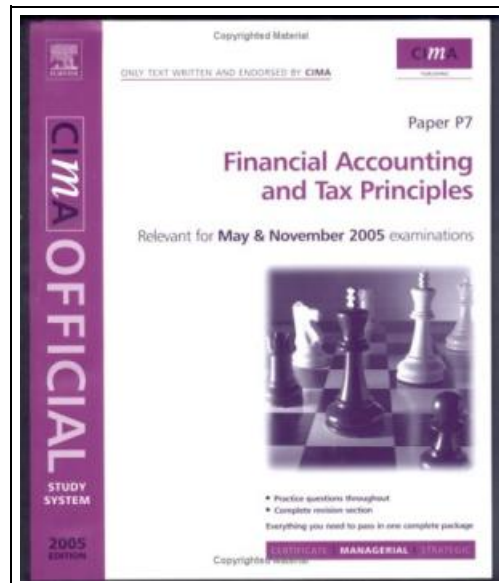 Copyrighted Material
ELSEVIER
CIMA
PUBLISHING
ONLY TEXT WRITTEN AND ENDORSED BY CIMA
Paper P7
Financial Accounting
and Tax Principles
Relevant for May & November 2005 examinations
CIMA OFFICIAL
STUDY
SYSTEM
2005
EDITION
• Practice questions throughout
• Complete revision section
Everything you need to pass in one complete package
CERTIFICATE MANAGERIAL STRATEGIC
Copyrighted Material